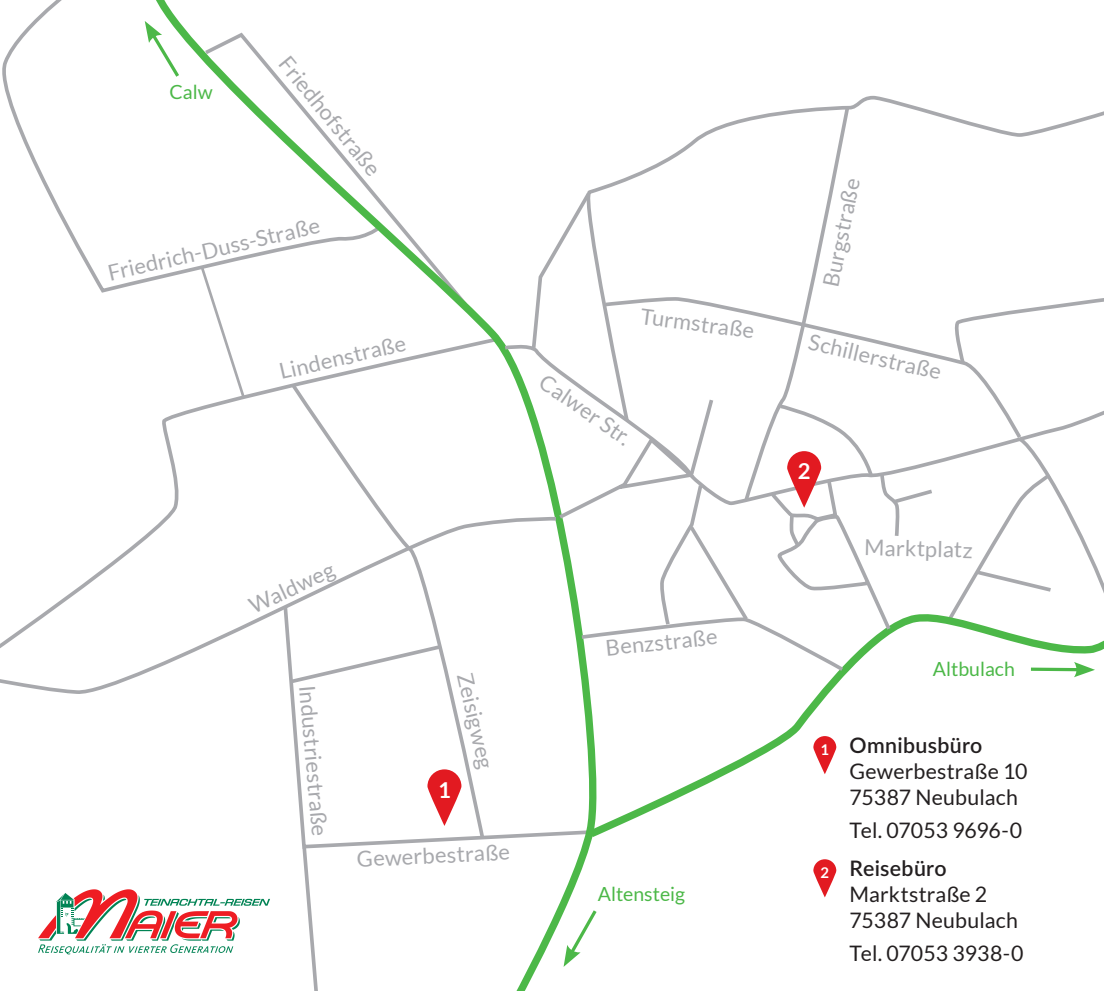 Calw
Friedhofstraße
Friedrich-Duss-Straße
Burgstraße
Turmstraße
Schillerstraße
Lindenstraße
Calwer Str.
2
Marktplatz
Waldweg
Benzstraße
Altbulach
Industriestraße
Zeisigweg
1
Gewerbestraße
1 Omnibusbüro
Gewerbestraße 10
75387 Neubulach
Tel. 07053 9696-0
2 Reisebüro
Marktstraße 2
75387 Neubulach
Tel. 07053 3938-0
Altensteig
TEINACHTAL-REISEN
MAIER
REISEQUALITÄT IN VIERTER GENERATION